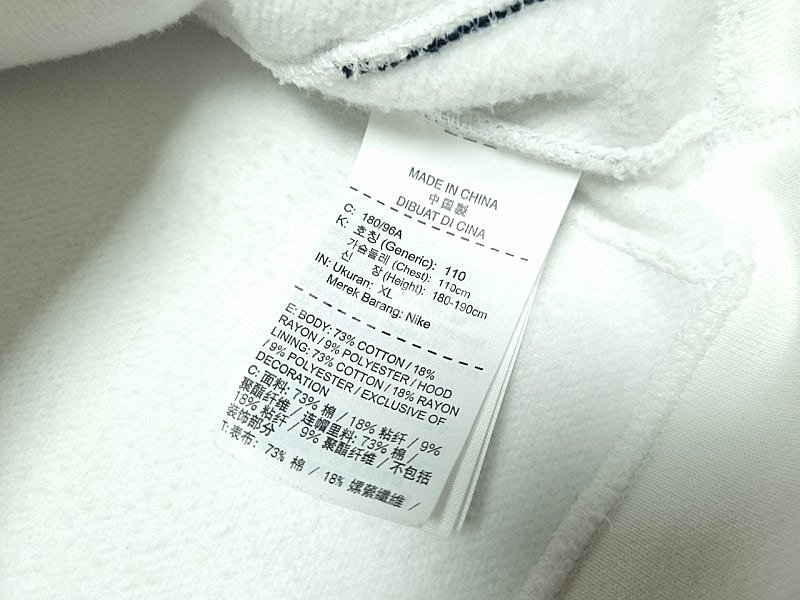 MADE IN CHINA
中国製
DIBUAT DI CINA
C: 180/96A
K: 호칭 (Generic): 110
가슴둘레 (Chest): 110cm
신 장 (Height): 180-190cm
IN: Ukuran: XL
Merek Barang: Nike
E: BODY: 73% COTTON / 18%
RAYON / 9% POLYESTER / HOOD
LINING: 73% COTTON / 18% RAYON
/ 9% POLYESTER / EXCLUSIVE OF
DECORATION
C: 面料: 73% 棉 / 18% 粘纤 / 9%
聚酯纤维 / 连帽里料: 73% 棉 /
18% 粘纤 / 9% 聚酯纤维 / 不包括
装饰部分
T: 表布: 73% 棉 / 18% 嫘縈纖維 /